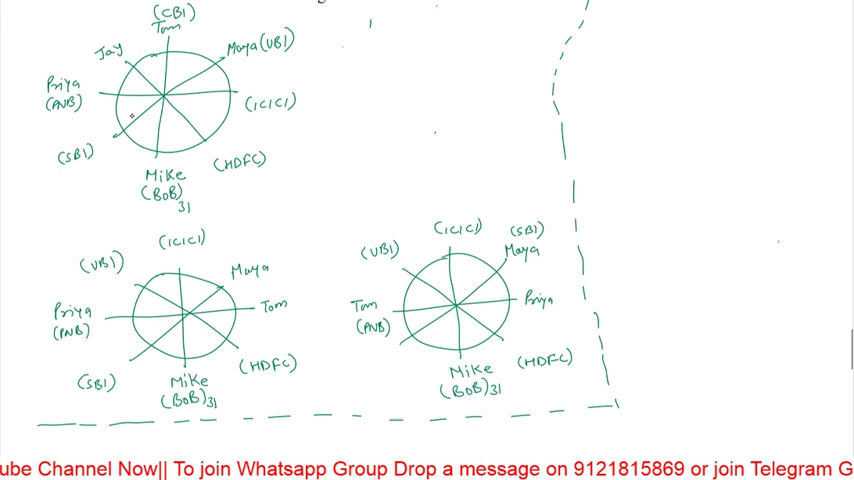 (CBI)
Tom
Jay
Maya(UBI)
Priya
(PNB)
(ICICI)
(SBI)
(HDFC)
Mike
(BOB)
31
(ICICI)
(UBI)
Maya
Priya
(PNB)
Tom
(SBI)
(HDFC)
Mike
(BOB)31
(ICICI)
(UBI)
(SBI)
Maya
Tom
(PNB)
Priya
(HDFC)
Mike
(BOB)31
ube Channel Now|| To join Whatsapp Group Drop a message on 9121815869 or join Telegram G